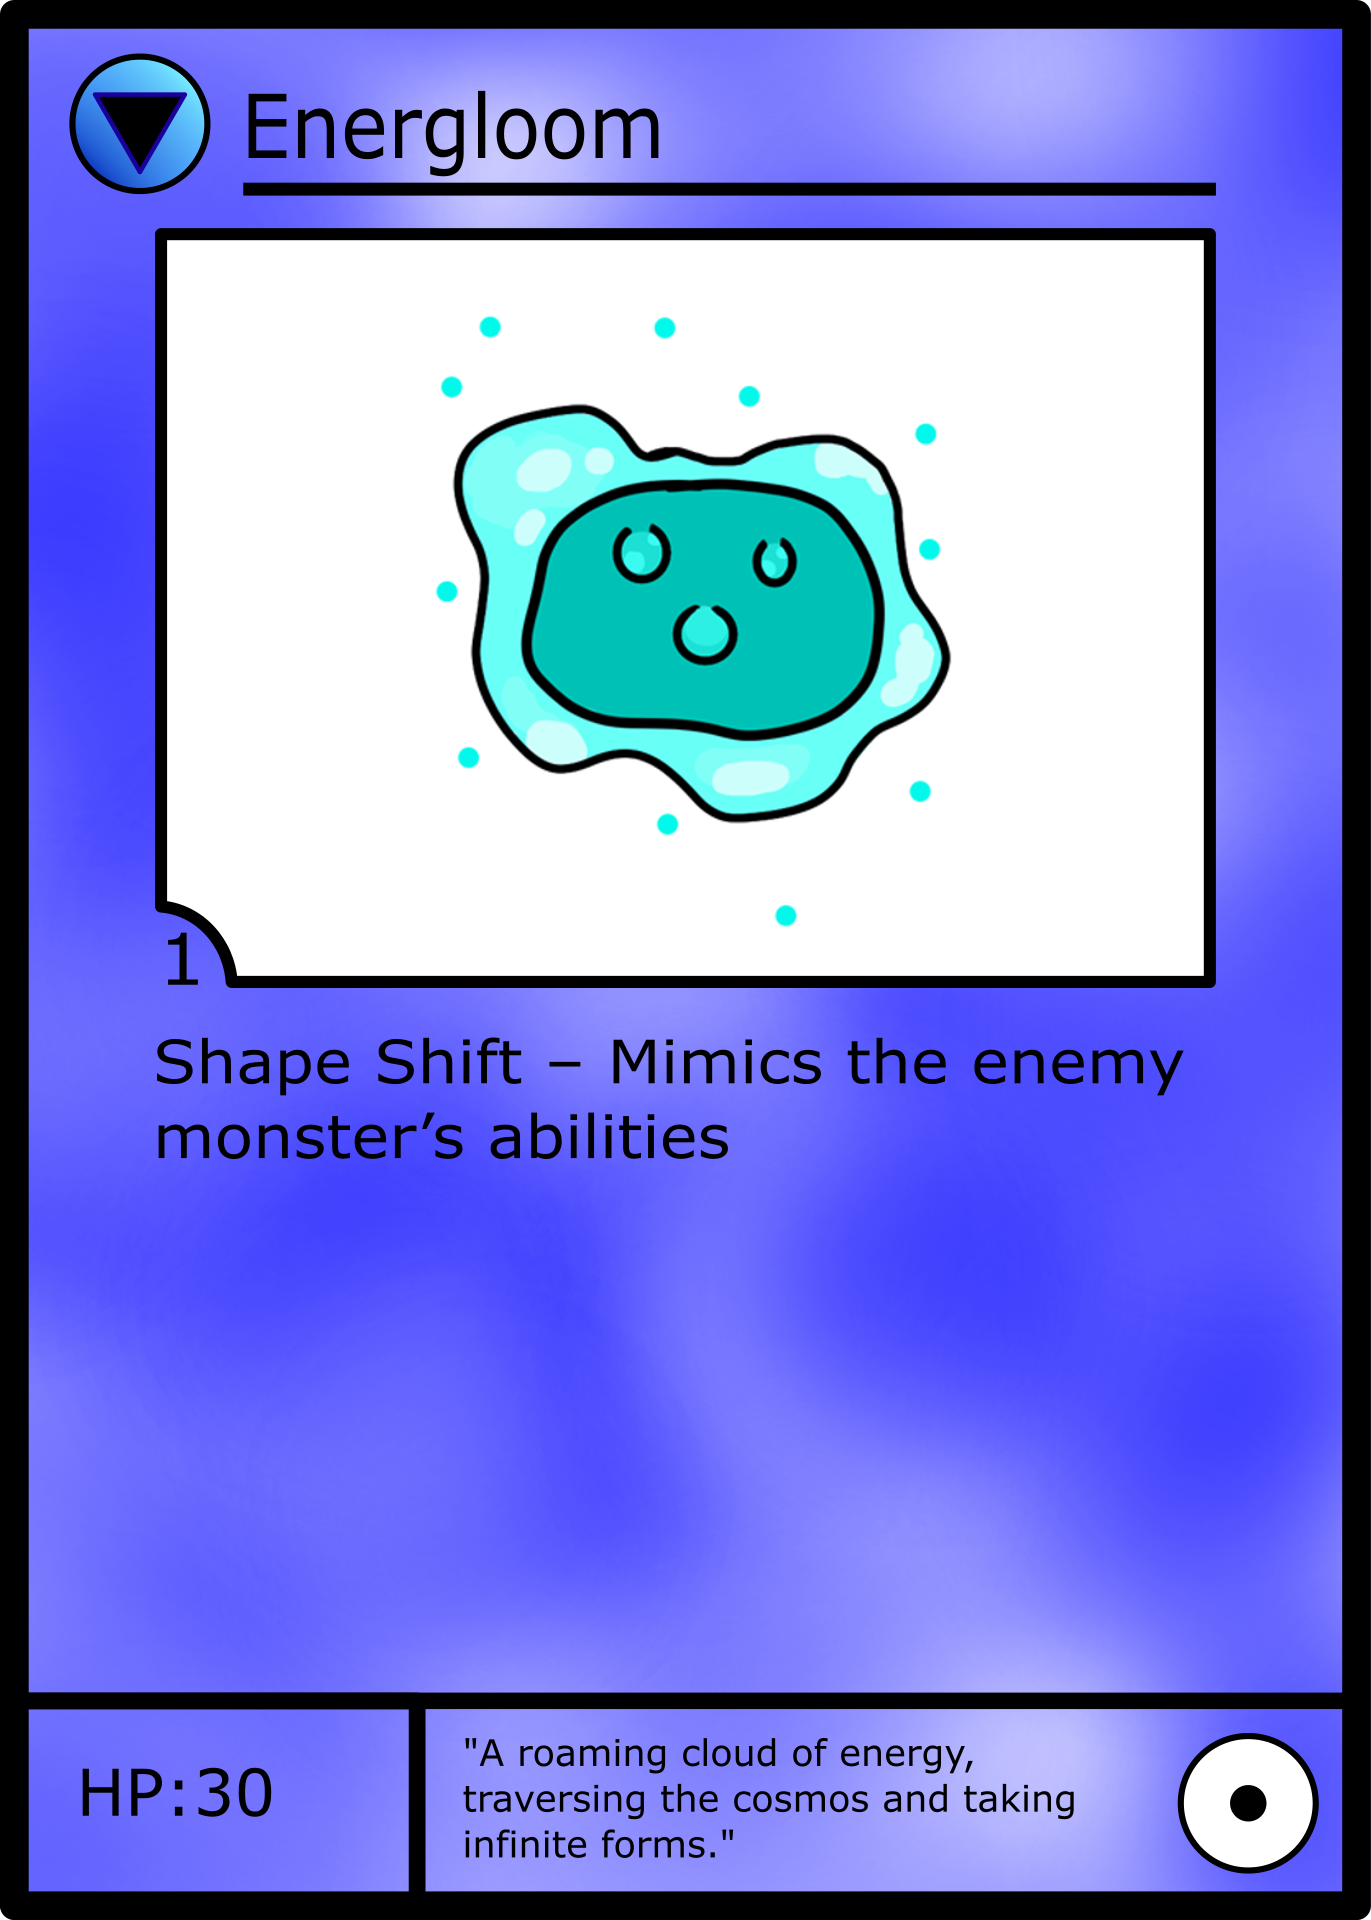 Energloom
1
Shape Shift – Mimics the enemy
monster’s abilities
HP:30
"A roaming cloud of energy,
traversing the cosmos and taking
infinite forms."